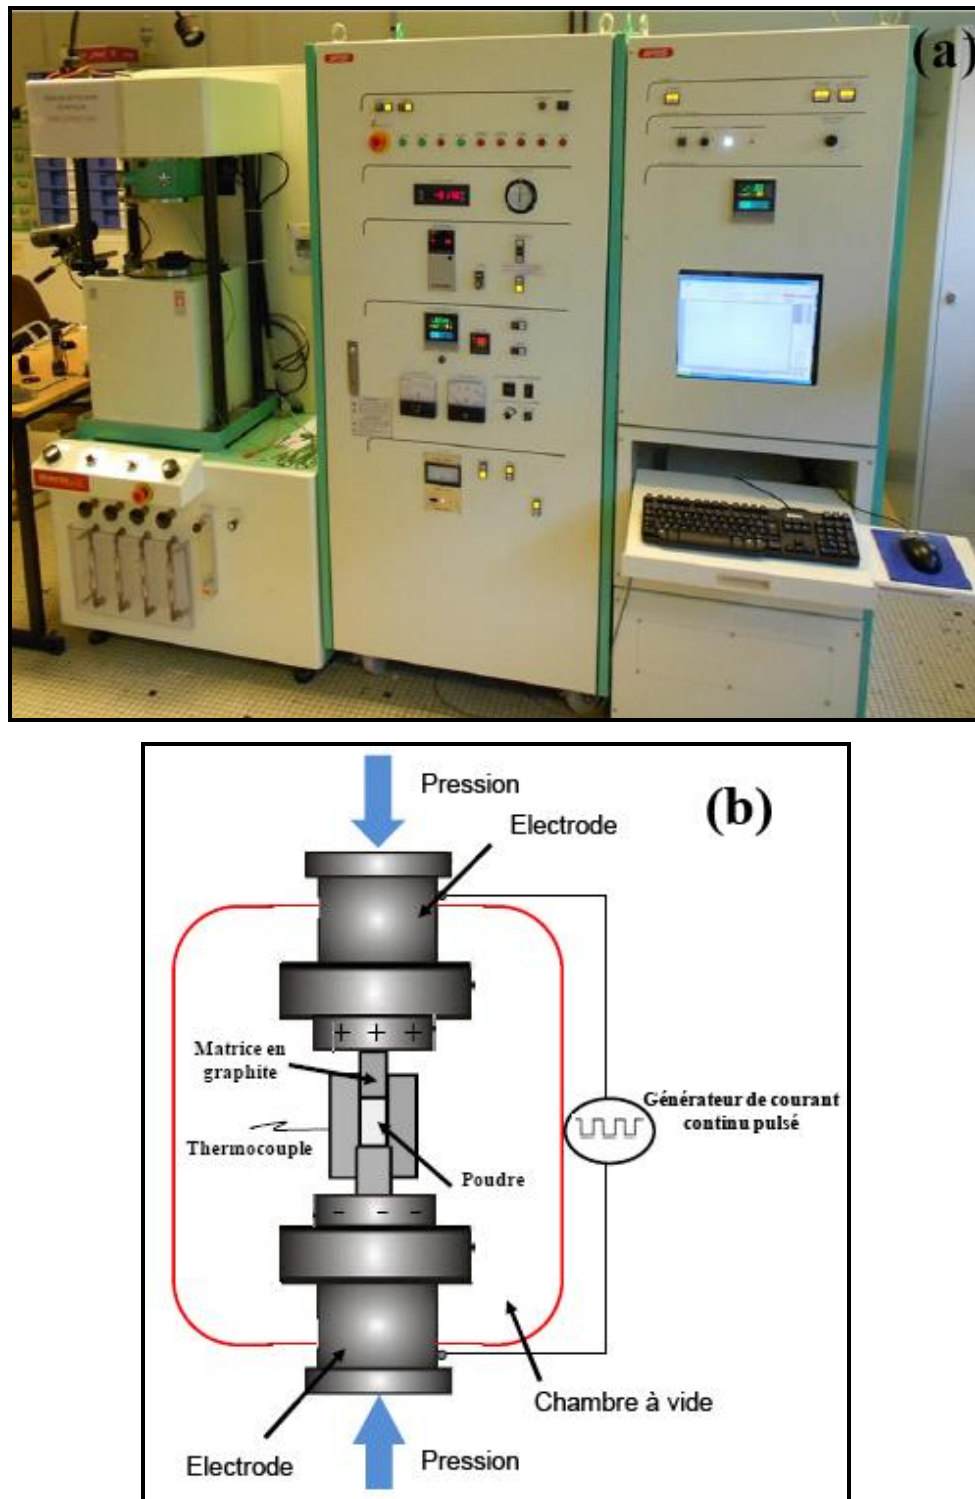 (a)
(b)
Pression
Electrode
Matrice en
graphite
Générateur de courant
continu pulsé
Thermocouple
Poudre
Chambre à vide
Electrode
Pression